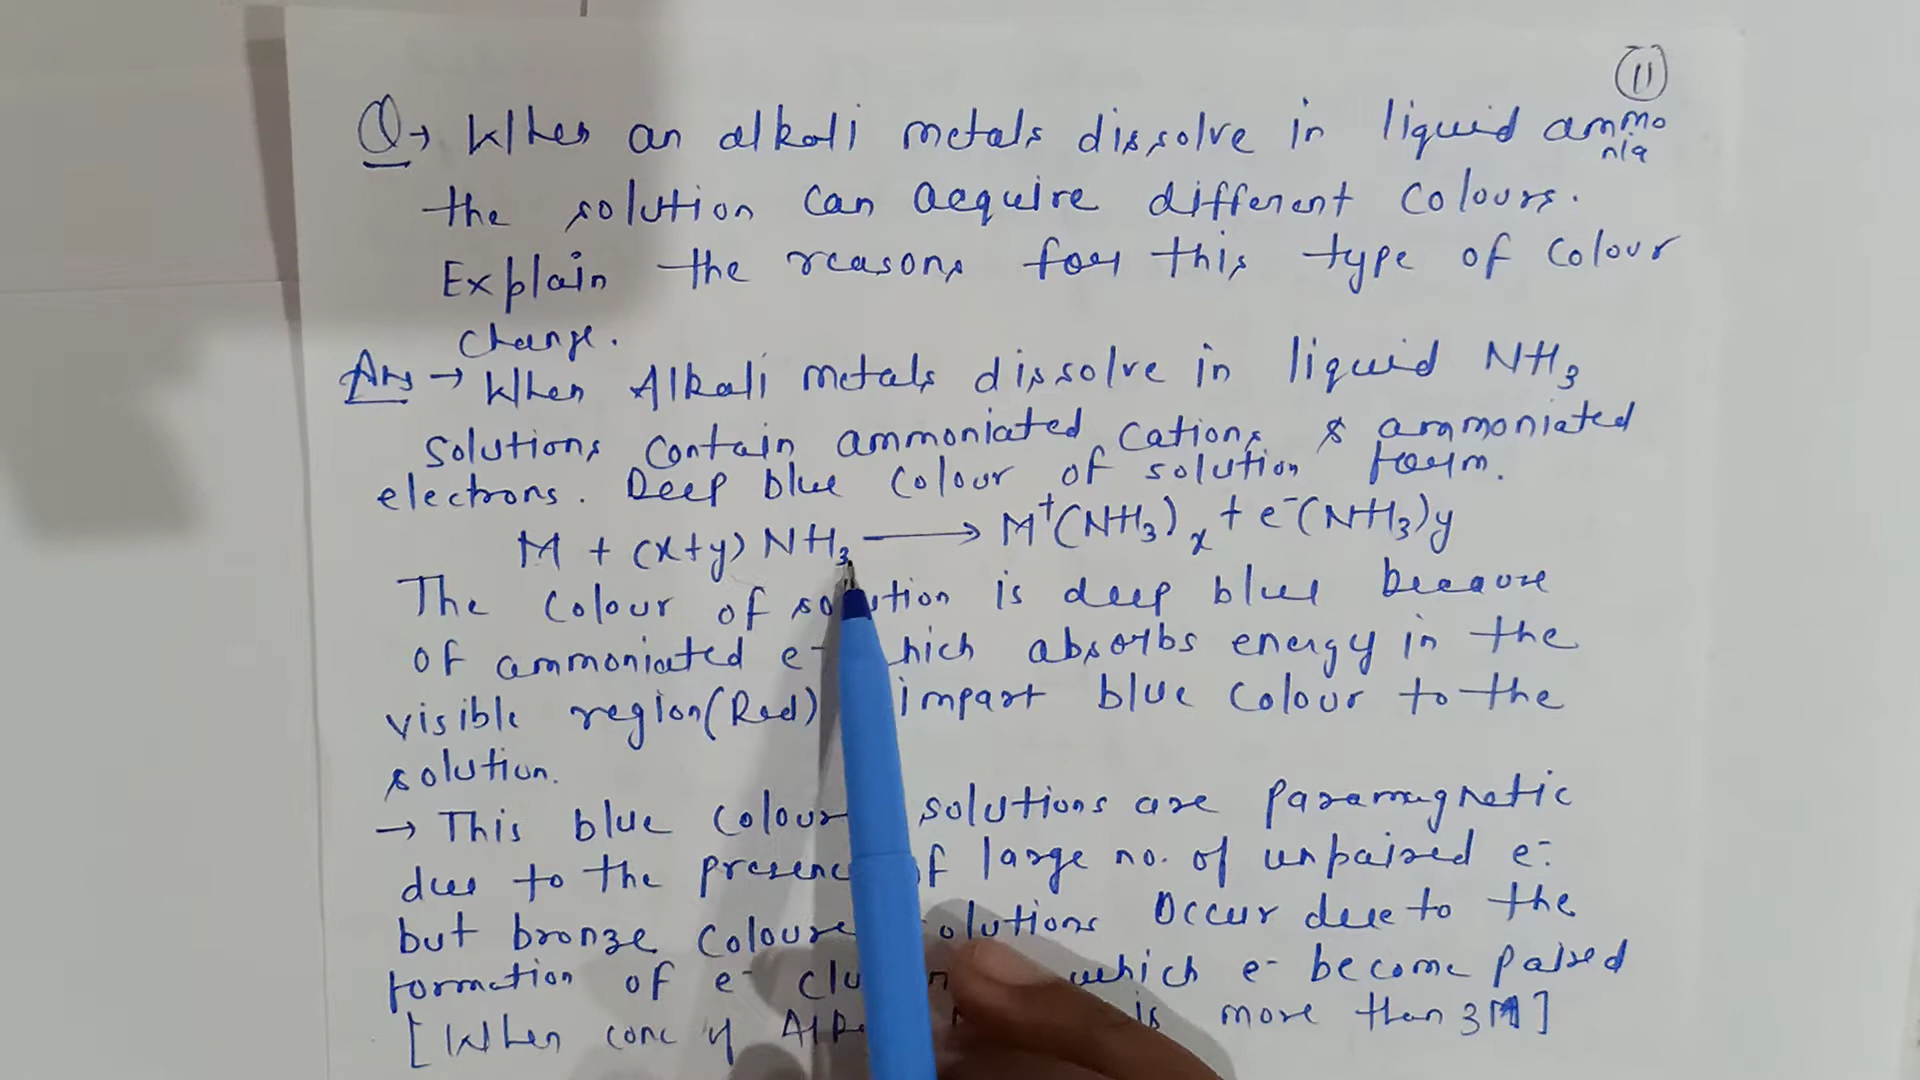 11
Q→ When an alkali metals dissolve in liquid ammonia
the solution can acquire different colours.
Explain the reasons for this type of colour
change.
Ans → When Alkali metals dissolve in liquid NH3
solutions contain ammoniated cations & ammoniated
electrons. Deep blue colour of solution form.
M + (x+y) NH3 ⟶ M+(NH3)x + e-(NH3)y
The colour of solution is deep blue because
of ammoniated e- which absorbs energy in the
visible region(Red) impart blue colour to the
solution.
→ This blue colour solutions are paramagnetic
due to the presence of large no. of unpaired e-
but bronze coloured solutions occur due to the
formation of e- which e- become paired
[When conc of is more than 3M]